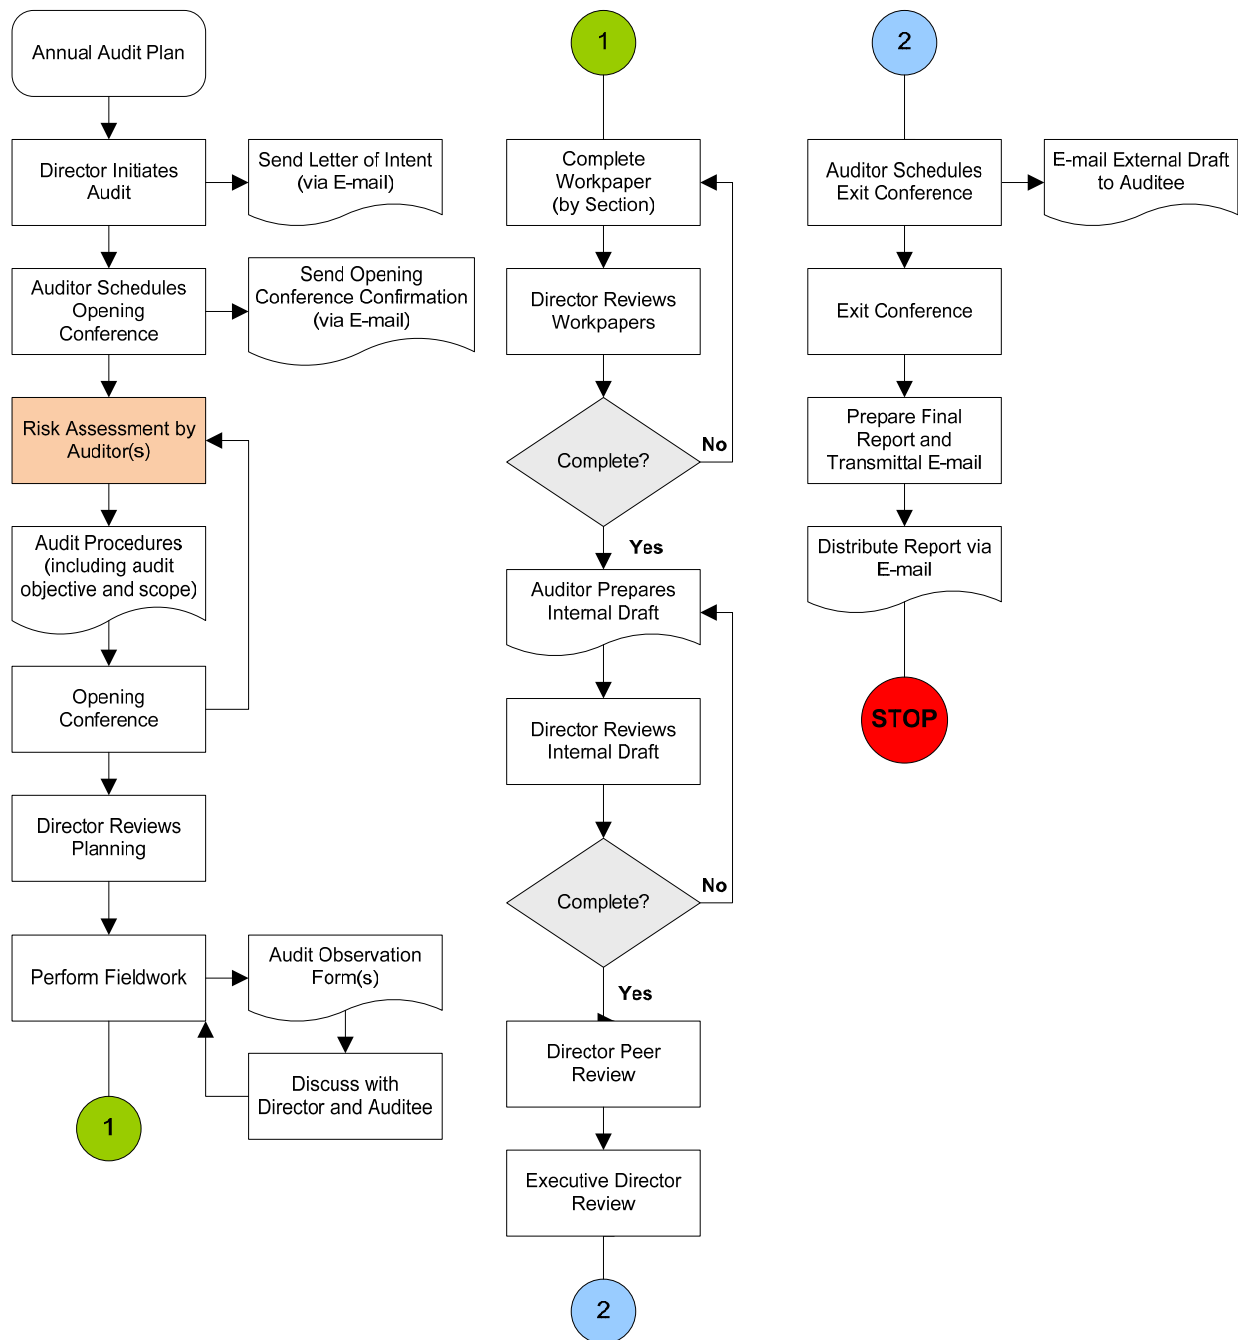 Annual Audit Plan
Director Initiates
Audit
Send Letter of Intent
(via E-mail)
Auditor Schedules
Opening
Conference
Send Opening
Conference Confirmation
(via E-mail)
Risk Assessment by
Auditor(s)
Audit Procedures
(including audit
objective and scope)
Opening
Conference
Director Reviews
Planning
Perform Fieldwork
Audit Observation
Form(s)
Discuss with
Director and Auditee
1
1
Complete
Workpaper
(by Section)
Director Reviews
Workpapers
Complete?
No
Yes
Auditor Prepares
Internal Draft
Director Reviews
Internal Draft
Complete?
No
Yes
Director Peer
Review
Executive Director
Review
2
2
Auditor Schedules
Exit Conference
E-mail External Draft
to Auditee
Exit Conference
Prepare Final
Report and
Transmittal E-mail
Distribute Report via
E-mail
STOP